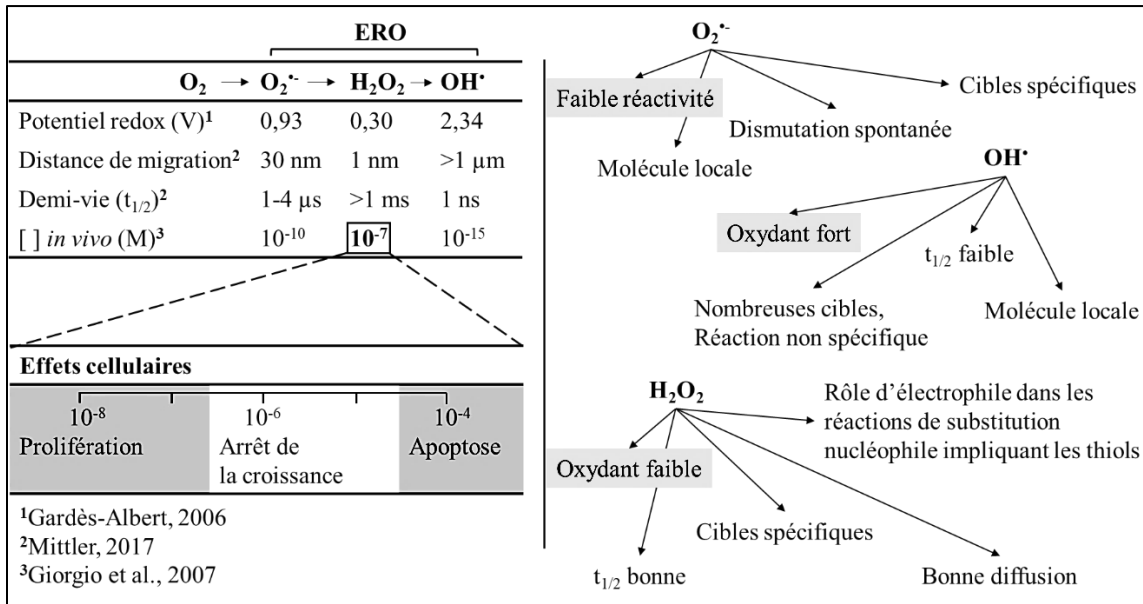 ERO
O₂ → O₂•- → H₂O₂ → OH•
Potentiel redox (V)¹ 0,93 0,30 2,34
Distance de migration² 30 nm 1 nm >1 µm
Demi-vie (t1/2)² 1-4 µs >1 ms 1 ns
[ ] in vivo (M)³ 10⁻¹⁰ 10⁻⁷ 10⁻¹⁵
Effets cellulaires
10⁻⁸ 10⁻⁶ 10⁻⁴
Prolifération Arrêt de Apoptose
la croissance
¹Gardès-Albert, 2006
²Mittler, 2017
³Giorgio et al., 2007
O₂•-
Faible réactivité
Cibles spécifiques
Dismutation spontanée
Molécule locale
OH•
Oxydant fort
t1/2 faible
Nombreuses cibles,
Réaction non spécifique
Molécule locale
H₂O₂
Rôle d’électrophile dans les
réactions de substitution
nucléophile impliquant les thiols
Oxydant faible
Cibles spécifiques
t1/2 bonne
Bonne diffusion